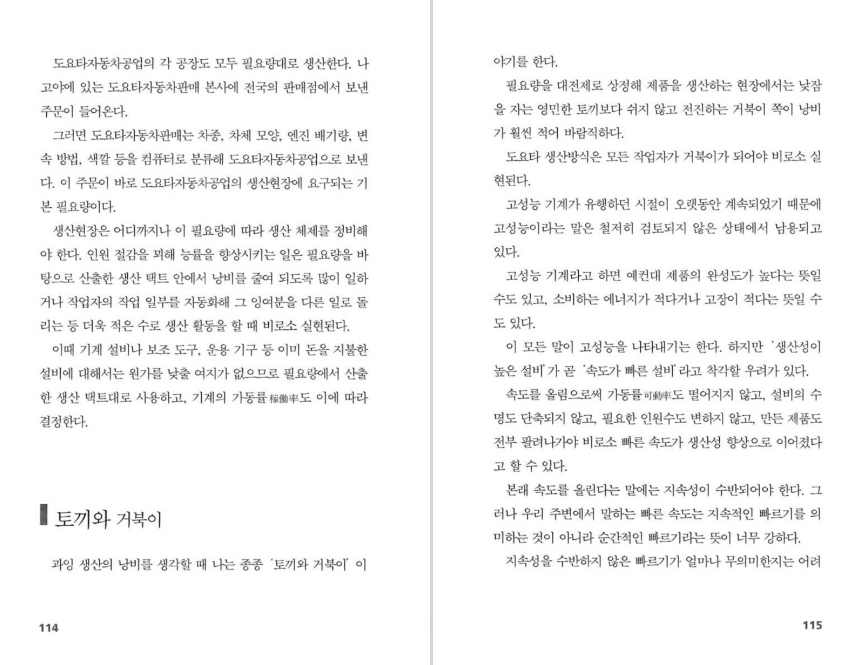 도요타자동차공업의 각 공장도 모두 필요량대로 생산한다. 나
고야에 있는 도요타자동차판매 본사에 전국의 판매점에서 보낸
주문이 들어온다.
그러면 도요타자동차판매는 차종, 차체 모양, 엔진 배기량, 변
속 방법, 색깔 등을 컴퓨터로 분류해 도요타자동차공업으로 보낸
다. 이 주문이 바로 도요타자동차공업의 생산현장에 요구되는 기
본 필요량이다.
생산현장은 어디까지나 이 필요량에 따라 생산 체제를 정비해
야 한다. 인원 절감을 꾀해 능률을 향상시키는 일은 필요량을 바
탕으로 산출한 생산 택트 안에서 낭비를 줄여 되도록 많이 일하
거나 작업자의 작업 일부를 자동화해 그 잉여분을 다른 일로 돌
리는 등 더욱 적은 수로 생산 활동을 할 때 비로소 실현된다.
이때 기계 설비나 보조 도구, 운용 기구 등 이미 돈을 지불한
설비에 대해서는 원가를 낮출 여지가 없으므로 필요량에서 산출
한 생산 택트대로 사용하고, 기계의 가동률稼働率도 이에 따라
결정한다.
토끼와 거북이
과잉 생산의 낭비를 생각할 때 나는 종종 '토끼와 거북이' 이
114
야기를 한다.
필요량을 대전제로 상정해 제품을 생산하는 현장에서는 낮잠
을 자는 영민한 토끼보다 쉬지 않고 전진하는 거북이 쪽이 낭비
가 훨씬 적어 바람직하다.
도요타 생산방식은 모든 작업자가 거북이가 되어야 비로소 실
현된다.
고성능 기계가 유행하던 시절이 오랫동안 계속되었기 때문에
고성능이라는 말은 철저히 검토되지 않은 상태에서 남용되고
있다.
고성능 기계라고 하면 예컨대 제품의 완성도가 높다는 뜻일
수도 있고, 소비하는 에너지가 적다거나 고장이 적다는 뜻일 수
도 있다.
이 모든 말이 고성능을 나타내기는 한다. 하지만 '생산성이
높은 설비'가 곧 '속도가 빠른 설비'라고 착각할 우려가 있다.
속도를 올림으로써 가동률可動率도 떨어지지 않고, 설비의 수
명도 단축되지 않고, 필요한 인원수도 변하지 않고, 만든 제품도
전부 팔려나가야 비로소 빠른 속도가 생산성 향상으로 이어졌다
고 할 수 있다.
본래 속도를 올린다는 말에는 지속성이 수반되어야 한다. 그
러나 우리 주변에서 말하는 빠른 속도는 지속적인 빠르기를 의
미하는 것이 아니라 순간적인 빠르기라는 뜻이 너무 강하다.
지속성을 수반하지 않은 빠르기가 얼마나 무의미한지는 어려
115